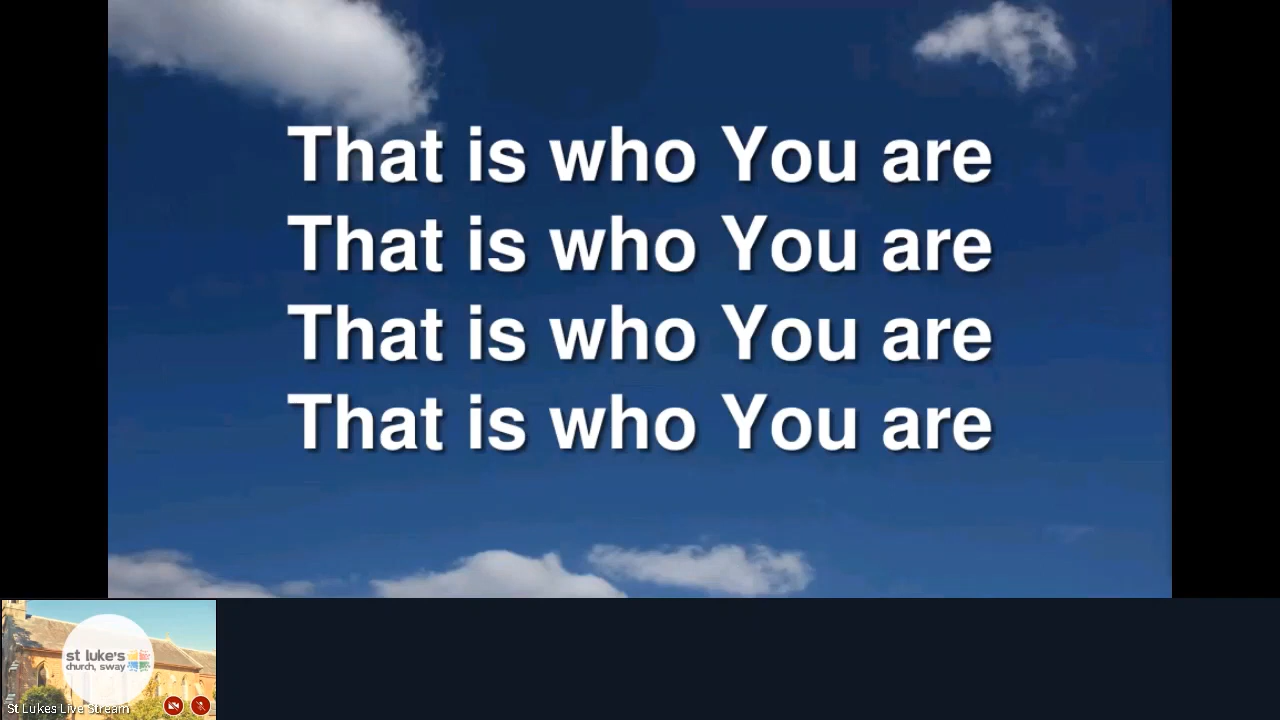 That is who You are
That is who You are
That is who You are
That is who You are
st luke's
church, sway
St Lukes Live Stream